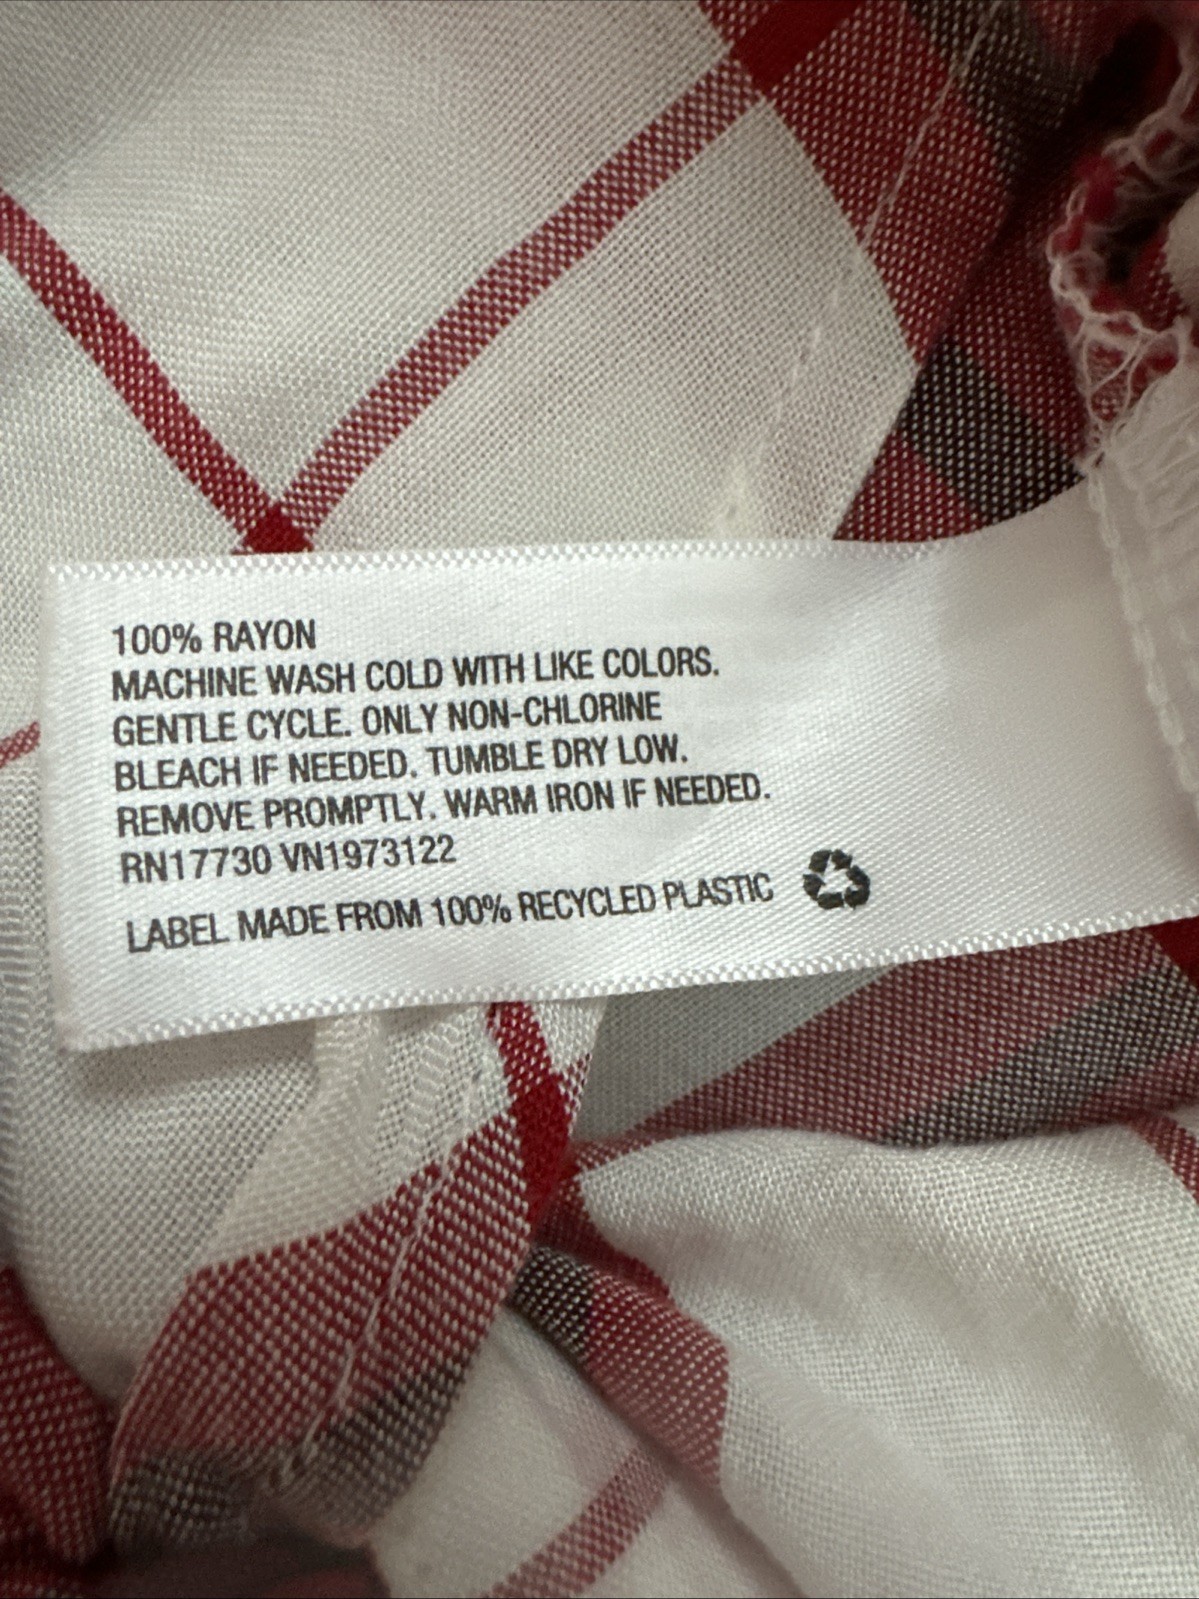 100% RAYON
MACHINE WASH COLD WITH LIKE COLORS.
GENTLE CYCLE. ONLY NON-CHLORINE
BLEACH IF NEEDED. TUMBLE DRY LOW.
REMOVE PROMPTLY. WARM IRON IF NEEDED.
RN17730 VN1973122
LABEL MADE FROM 100% RECYCLED PLASTIC